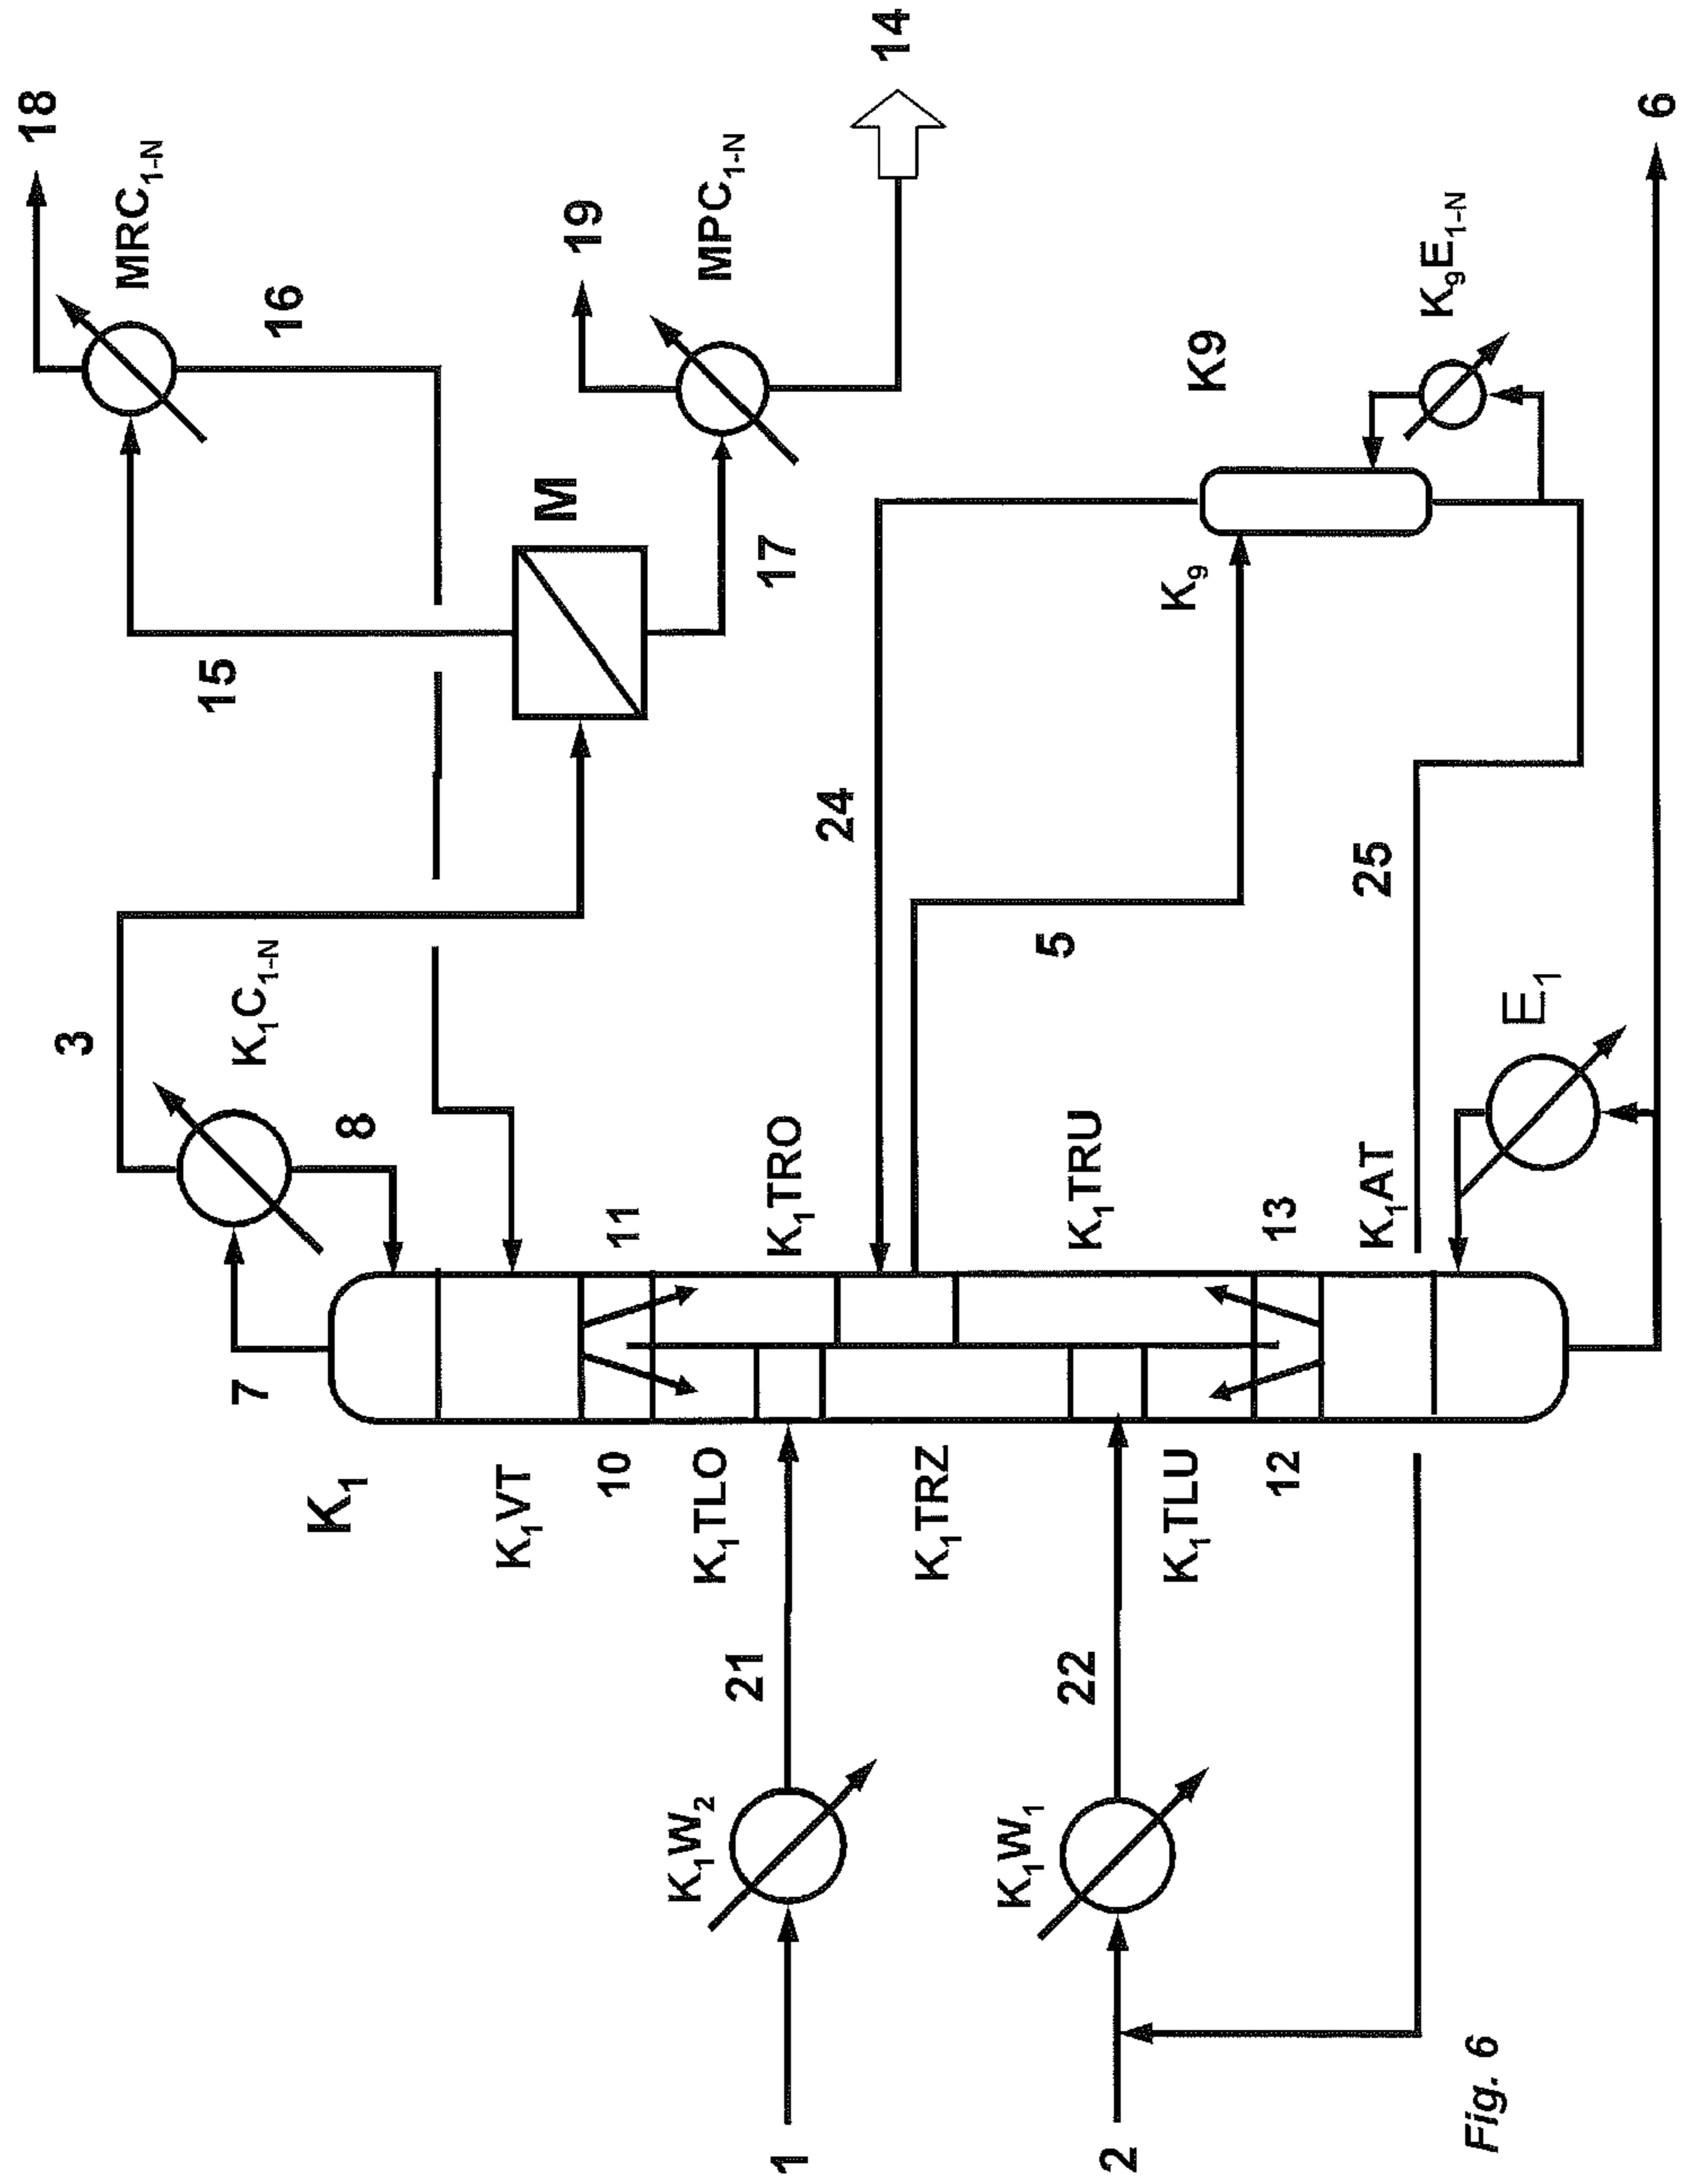 18
MRC₁₋N
16
15
3
K₁C₁₋N
8
7
K₁
14
19
MPC₁₋N
M
17
K₁VT
10
11
K₁TLO
K₁TRO
24
K₁W₂
21
1
K₁TRZ
5
K9
K₉
K₉E₁₋N
K₁W₁
22
2
K₁TLU
K₁TRU
12
13
K₁AT
25
E₁
6
Fig. 6